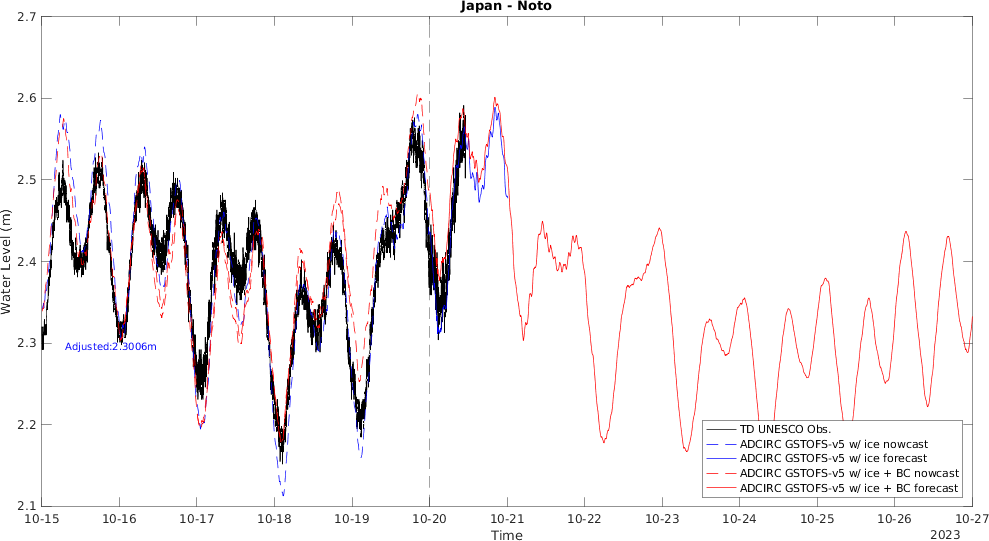 Japan - Noto
2.7
2.6
2.5
2.4
2.3
2.2
2.1
Water Level (m)
Adjusted:2.3006m
TD UNESCO Obs.
ADCIRC GSTOFS-v5 w/ ice nowcast
ADCIRC GSTOFS-v5 w/ ice forecast
ADCIRC GSTOFS-v5 w/ ice + BC nowcast
ADCIRC GSTOFS-v5 w/ ice + BC forecast
10-15 10-16 10-17 10-18 10-19 10-20 10-21 10-22 10-23 10-24 10-25 10-26 10-27
Time
2023